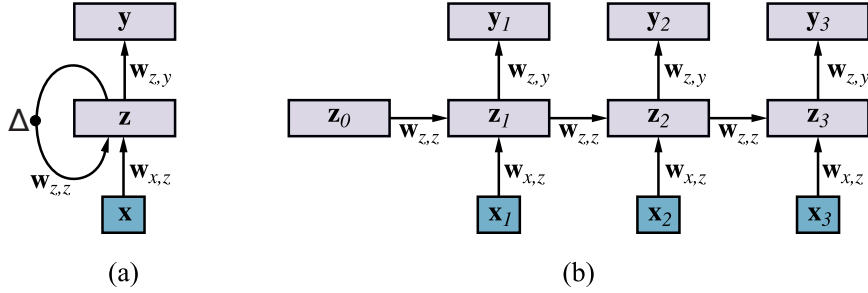 y
w_{z,y}
Δ
z
w_{z,z}
w_{x,z}
x
(a)
y_1 y_2 y_3
w_{z,y} w_{z,y} w_{z,y}
z_0 z_1 z_2 z_3
w_{z,z} w_{z,z} w_{z,z}
w_{x,z} w_{x,z} w_{x,z}
x_1 x_2 x_3
(b)